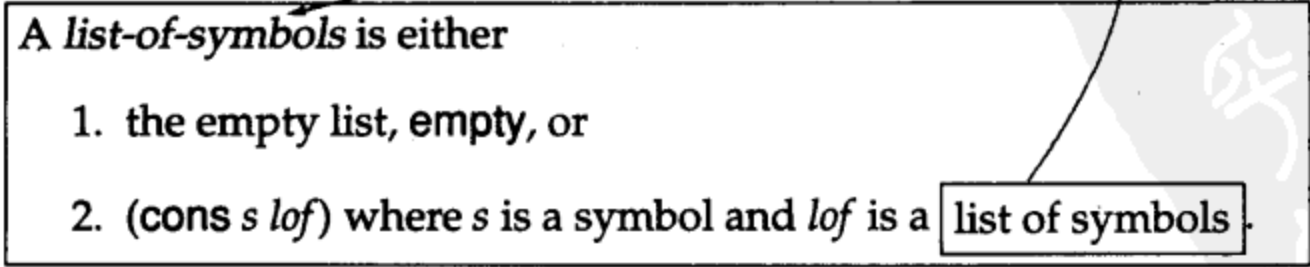 A list-of-symbols is either
1. the empty list, empty, or
2. (cons s lof) where s is a symbol and lof is a list of symbols.